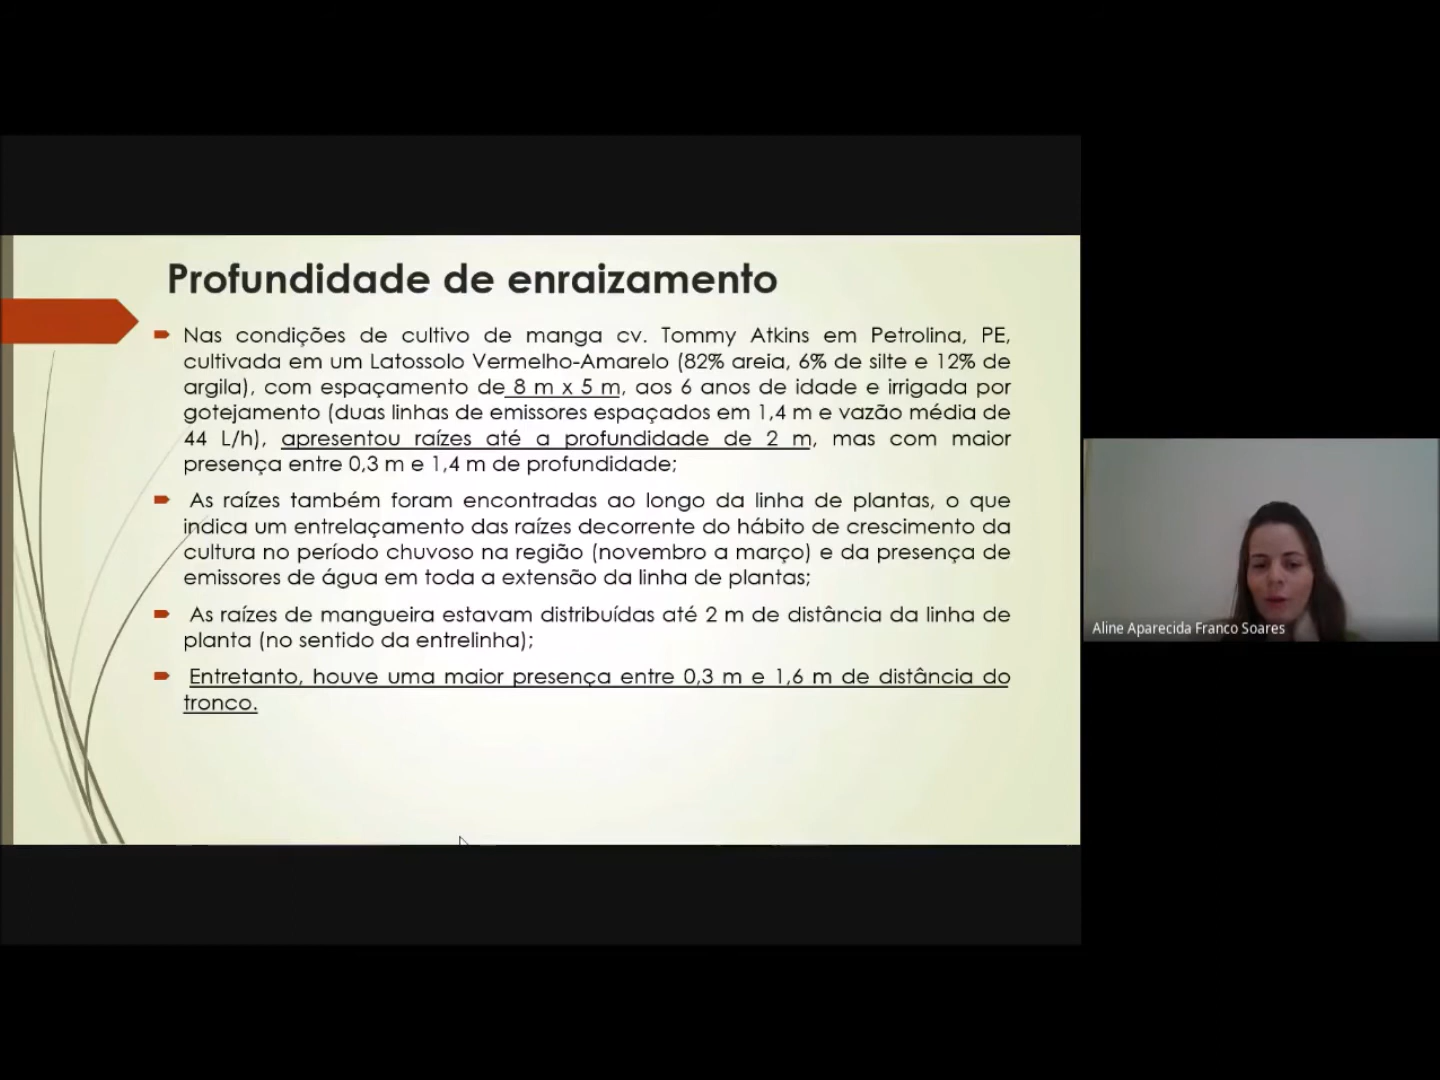 Profundidade de enraizamento
Nas condições de cultivo de manga cv. Tommy Atkins em Petrolina, PE,
cultivada em um Latossolo Vermelho-Amarelo (82% areia, 6% de silte e 12% de
argila), com espaçamento de 8 m x 5 m, aos 6 anos de idade e irrigada por
gotejamento (duas linhas de emissores espaçados em 1,4 m e vazão média de
44 L/h), apresentou raízes até a profundidade de 2 m, mas com maior
presença entre 0,3 m e 1,4 m de profundidade;
As raízes também foram encontradas ao longo da linha de plantas, o que
indica um entrelaçamento das raízes decorrente do hábito de crescimento da
cultura no período chuvoso na região (novembro a março) e da presença de
emissores de água em toda a extensão da linha de plantas;
As raízes de mangueira estavam distribuídas até 2 m de distância da linha de
planta (no sentido da entrelinha);
Entretanto, houve uma maior presença entre 0,3 m e 1,6 m de distância do
tronco.
Aline Aparecida Franco Soares